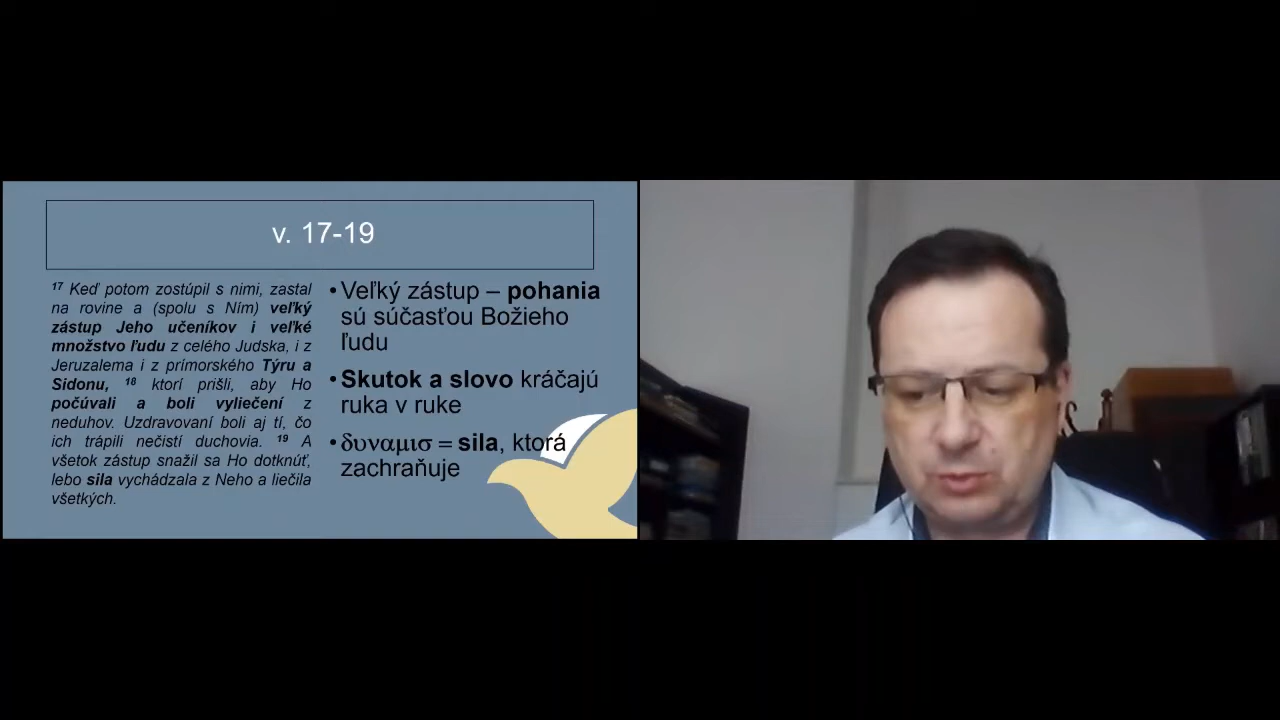 v. 17-19
17 Keď potom zostúpil s nimi, zastal
na rovine a (spolu s Ním) veľký
zástup Jeho učeníkov i veľké
množstvo ľudu z celého Judska, i z
Jeruzalema i z prímorského Týru a
Sidonu, 18 ktorí prišli, aby Ho
počúvali a boli vyliečení z
neduhov. Uzdravovaní boli aj tí, čo
ich trápili nečistí duchovia. 19 A
všetok zástup snažil sa Ho dotknúť,
lebo sila vychádzala z Neho a liečila
všetkých.
•Veľký zástup – pohania
sú súčasťou Božieho
ľudu
•Skutok a slovo kráčajú
ruka v ruke
•δυναμισ = sila, ktorá
zachraňuje